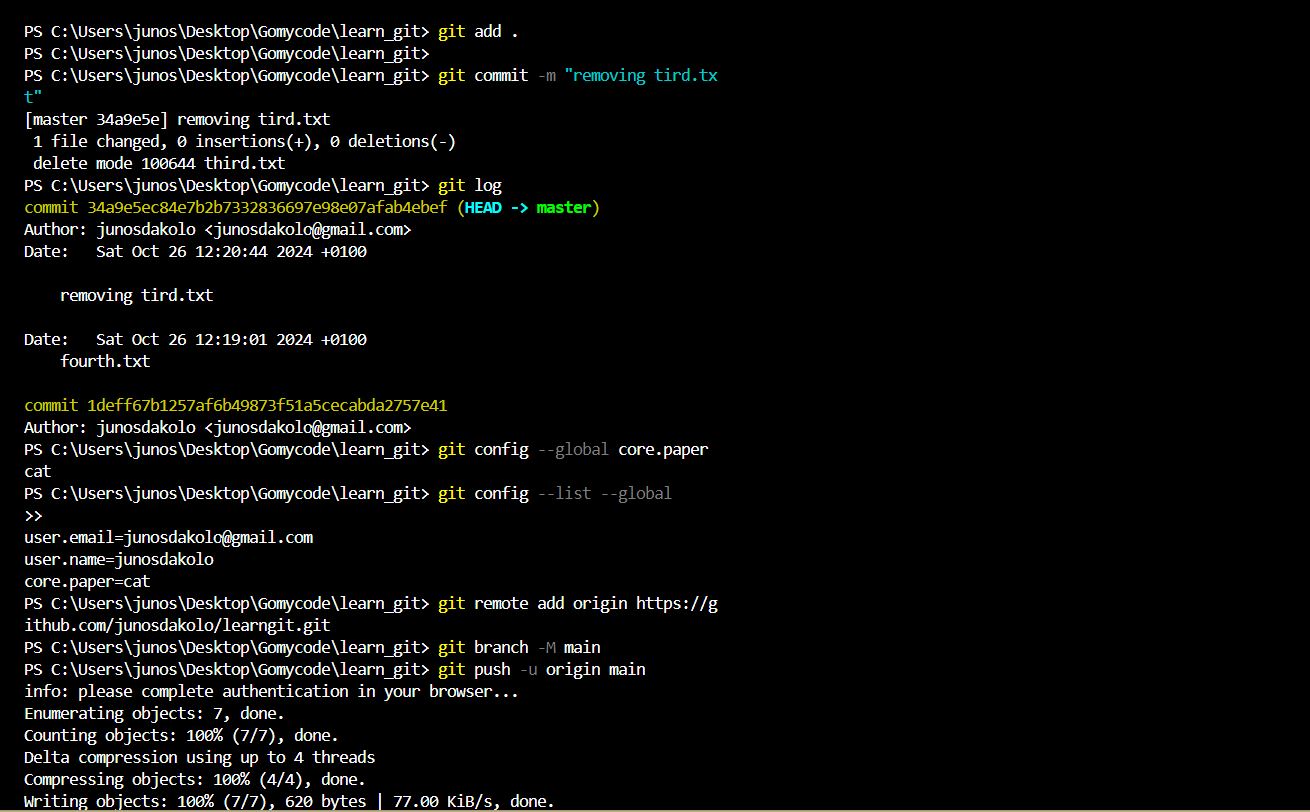 PS C:\Users\junos\Desktop\Gomycode\learn_git> git add .
PS C:\Users\junos\Desktop\Gomycode\learn_git>
PS C:\Users\junos\Desktop\Gomycode\learn_git> git commit -m "removing tird.tx
t"
[master 34a9e5e] removing tird.txt
 1 file changed, 0 insertions(+), 0 deletions(-)
 delete mode 100644 third.txt
PS C:\Users\junos\Desktop\Gomycode\learn_git> git log
commit 34a9e5ec84e7b2b7332836697e98e07afab4ebef (HEAD -> master)
Author: junosdakolo <junosdakolo@gmail.com>
Date:   Sat Oct 26 12:20:44 2024 +0100
    removing tird.txt
Date:   Sat Oct 26 12:19:01 2024 +0100
    fourth.txt
commit 1deff67b1257af6b49873f51a5cecabda2757e41
Author: junosdakolo <junosdakolo@gmail.com>
PS C:\Users\junos\Desktop\Gomycode\learn_git> git config --global core.paper
cat
PS C:\Users\junos\Desktop\Gomycode\learn_git> git config --list --global
>>
user.email=junosdakolo@gmail.com
user.name=junosdakolo
core.paper=cat
PS C:\Users\junos\Desktop\Gomycode\learn_git> git remote add origin https://g
ithub.com/junosdakolo/learngit.git
PS C:\Users\junos\Desktop\Gomycode\learn_git> git branch -M main
PS C:\Users\junos\Desktop\Gomycode\learn_git> git push -u origin main
info: please complete authentication in your browser...
Enumerating objects: 7, done.
Counting objects: 100% (7/7), done.
Delta compression using up to 4 threads
Compressing objects: 100% (4/4), done.
Writing objects: 100% (7/7), 620 bytes | 77.00 KiB/s, done.